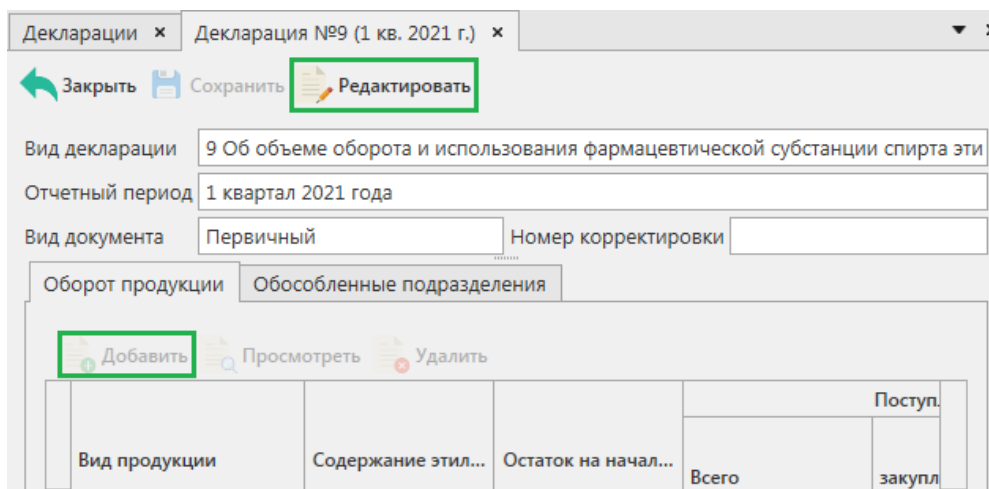 Декларации × Декларация №9 (1 кв. 2021 г.) ×
Закрыть Сохранить Редактировать
Вид декларации 9 Об объеме оборота и использования фармацевтической субстанции спирта эти
Отчетный период 1 квартал 2021 года
Вид документа Первичный Номер корректировки
Оборот продукции Обособленные подразделения
Добавить Просмотреть Удалить
Поступ.
Вид продукции Содержание этил... Остаток на начал... Всего закупл